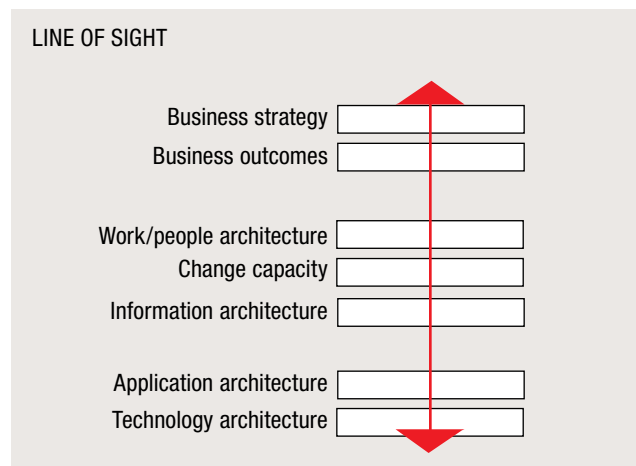 LINE OF SIGHT
Business strategy
Business outcomes
Work/people architecture
Change capacity
Information architecture
Application architecture
Technology architecture